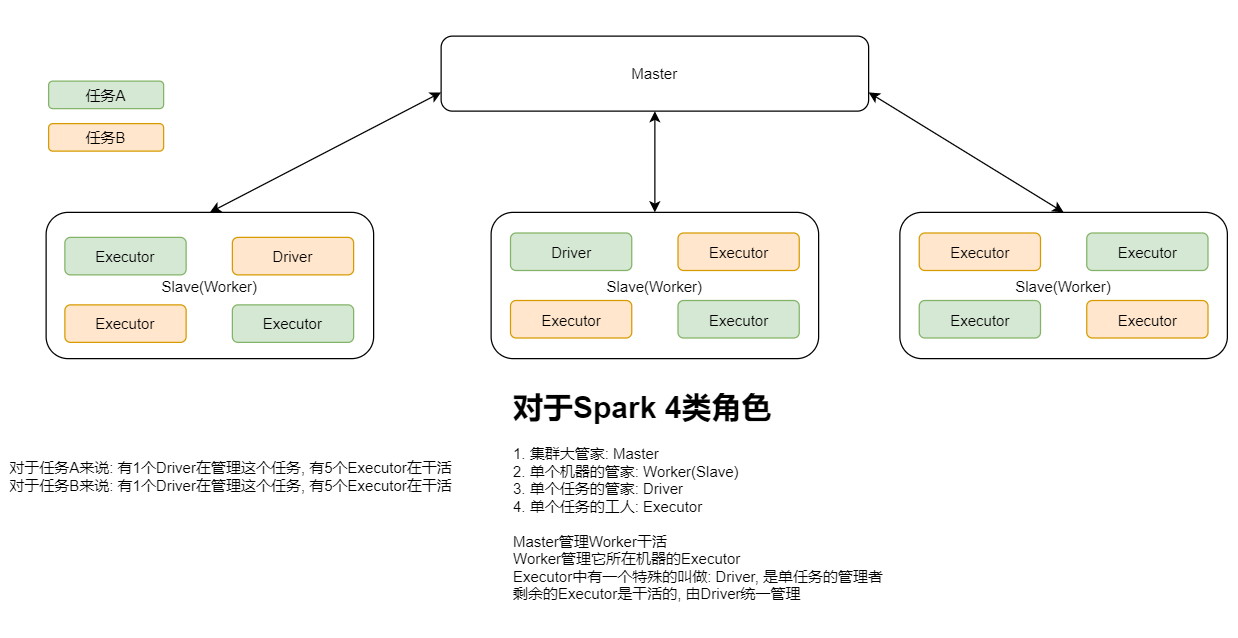 Master
任务A
任务B
Executor
Driver
Slave(Worker)
Executor
Executor
Driver
Executor
Slave(Worker)
Executor
Executor
Executor
Executor
Slave(Worker)
Executor
Executor
对于Spark 4类角色
对于任务A来说: 有1个Driver在管理这个任务, 有5个Executor在干活
对于任务B来说: 有1个Driver在管理这个任务, 有5个Executor在干活
1. 集群大管家: Master
2. 单个机器的管家: Worker(Slave)
3. 单个任务的管家: Driver
4. 单个任务的工人: Executor
Master管理Worker干活
Worker管理它所在机器的Executor
Executor中有一个特殊的叫做: Driver, 是单任务的管理者
剩余的Executor是干活的, 由Driver统一管理